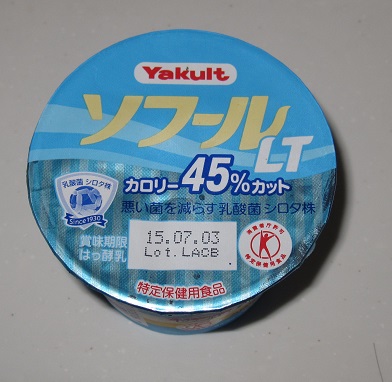 Yakult
ソフール
LT
カロリー45%カット
乳酸菌 シロタ株
Since1930
悪い菌を減らす 乳酸菌 シロタ株
賞味期限
はっ酵乳
15.07.03
Lot.LACB
消費者庁許可
特定保健用食品
特定保健用食品